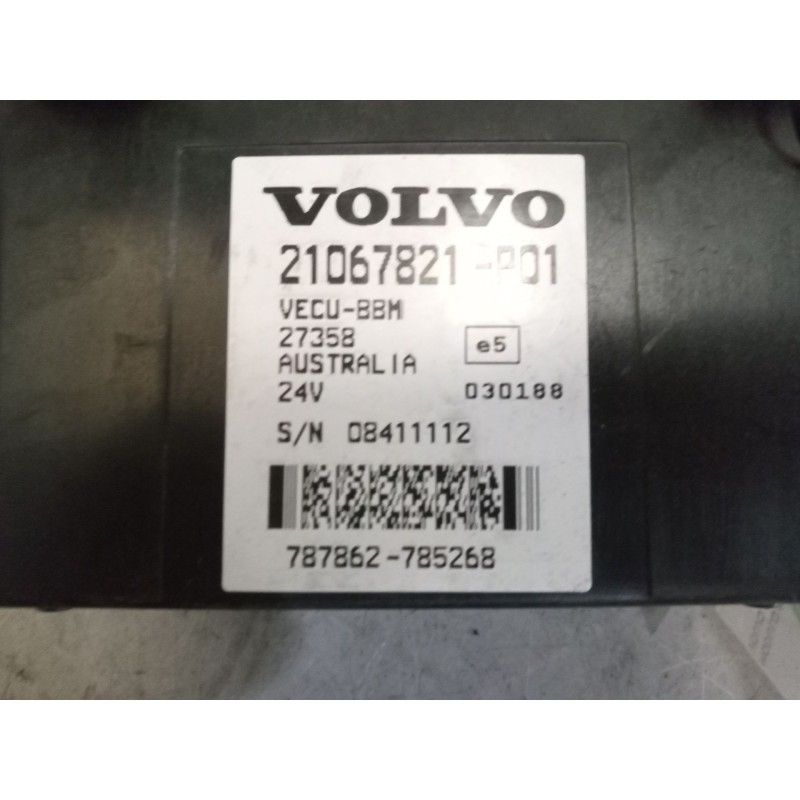 VOLVO
21067821-P01
VECU-BBM
27358
e5
AUSTRALIA
24V 030188
S/N 08411112
787862-785268